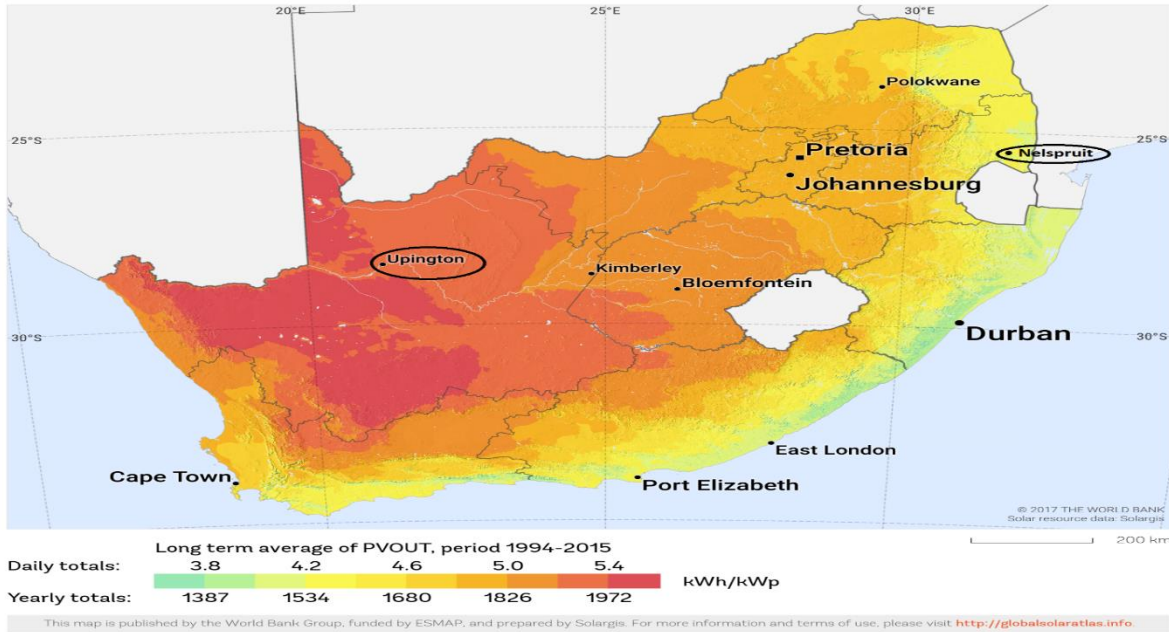 20°E 25°E 30°E
Polokwane
25°S 25°S
Pretoria
Nelspruit
Johannesburg
Upington
Kimberley
Bloemfontein
30°S 30°S
Durban
East London
Cape Town
Port Elizabeth
© 2017 THE WORLD BANK
Solar resource data: Solargis
200 km
Long term average of PVOUT, period 1994-2015
Daily totals: 3.8 4.2 4.6 5.0 5.4
kWh/kWp
Yearly totals: 1387 1534 1680 1826 1972
This map is published by the World Bank Group, funded by ESMAP, and prepared by Solargis. For more information and terms of use, please visit http://globalsolaratlas.info.